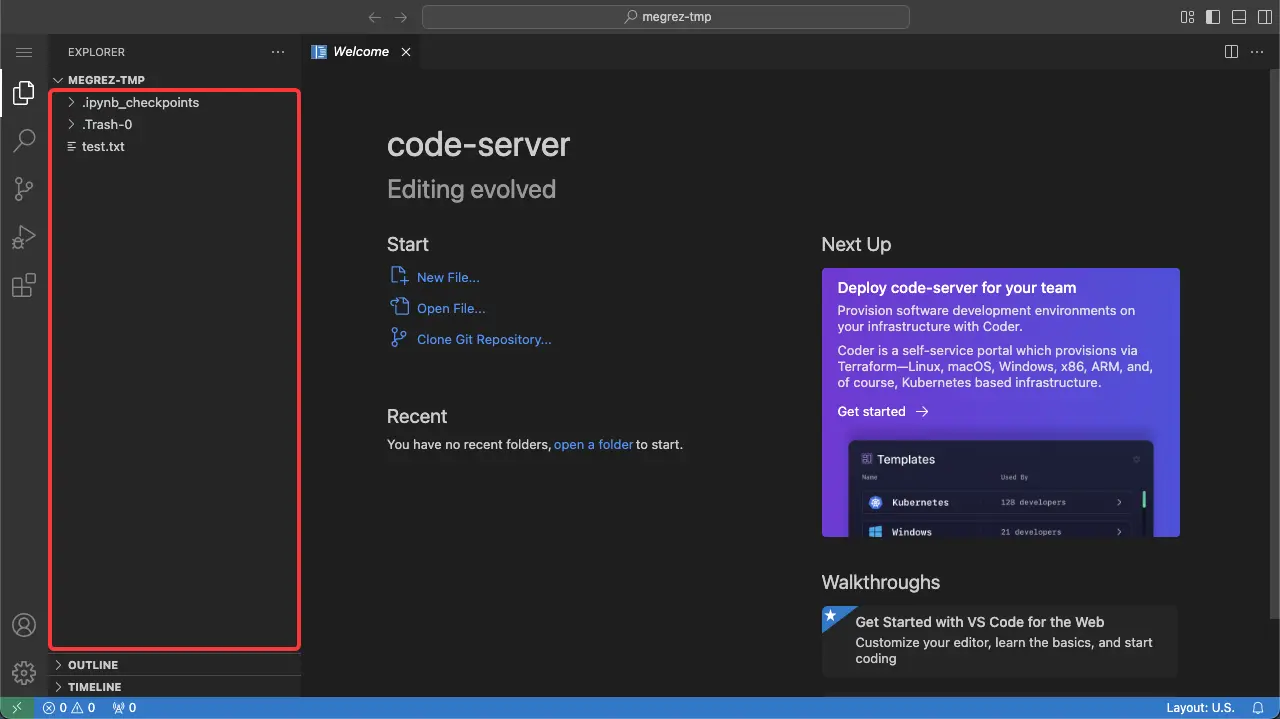 megrez-tmp
EXPLORER
Welcome
MEGREZ-TMP
.ipynb_checkpoints
.Trash-0
test.txt
code-server
Editing evolved
Start
New File...
Open File...
Clone Git Repository...
Recent
You have no recent folders, open a folder to start.
Next Up
Deploy code-server for your team
Provision software development environments on
your infrastructure with Coder.
Coder is a self-service portal which provisions via
Terraform—Linux, macOS, Windows, x86, ARM, and,
of course, Kubernetes based infrastructure.
Get started →
Templates
Name Used By
Kubernetes 128 developers
Windows 21 developers
Walkthroughs
Get Started with VS Code for the Web
Customize your editor, learn the basics, and start
coding
OUTLINE
TIMELINE
0 0 0 Layout: U.S.